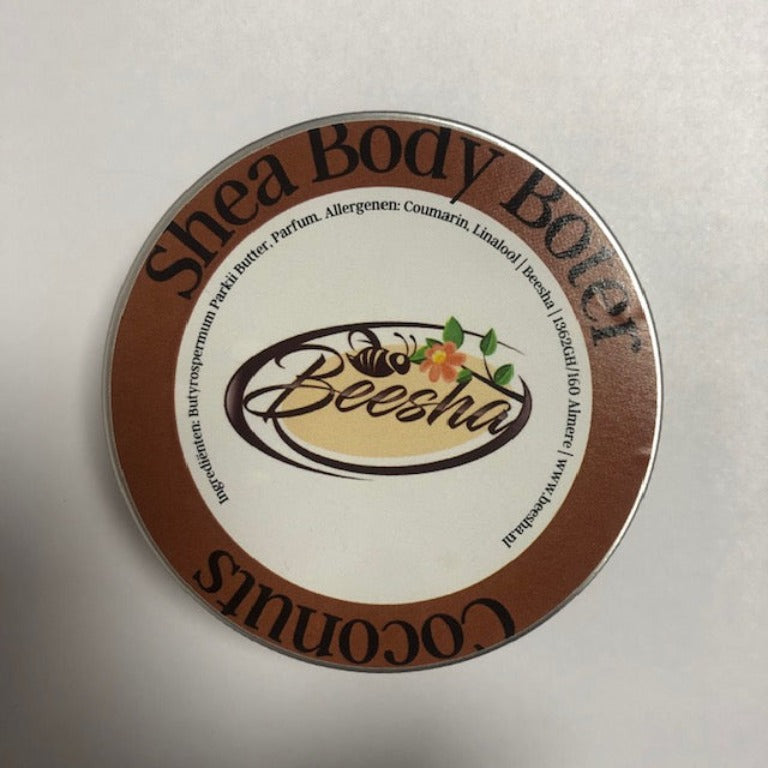 Shea Body Boter
Ingrediënten: Butyrospermum Parkii Butter, Parfum. Allergenen: Coumarin, Linalool | Beesha | 1362GH/160 Almere | www.beesha.nl
Beesha
Coconuts